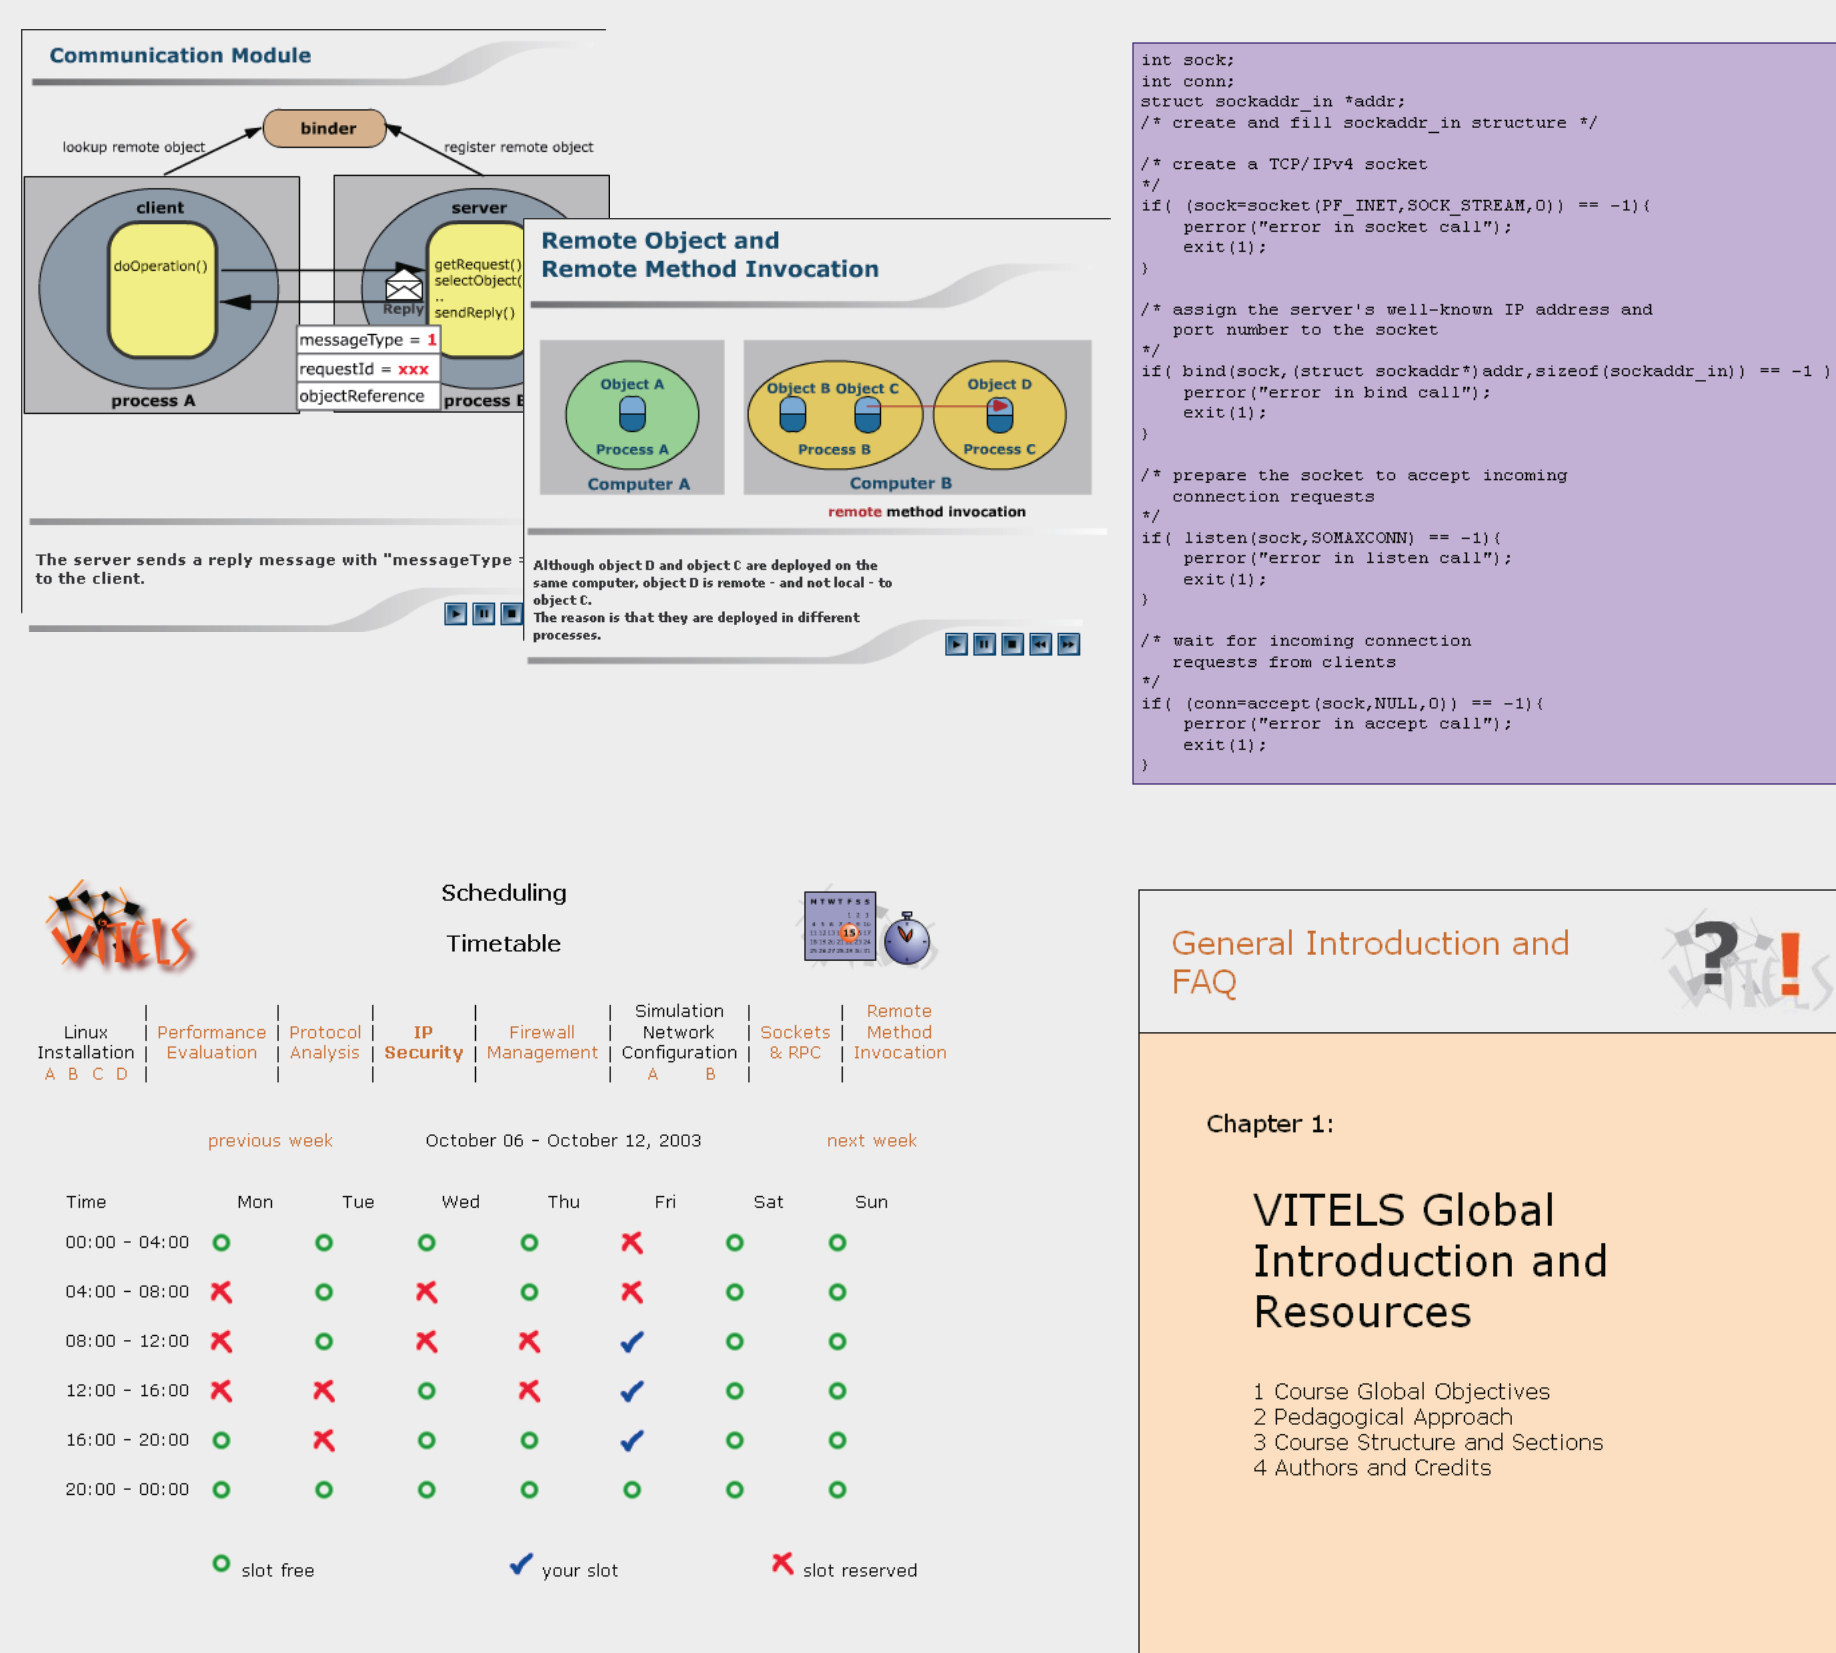 Communication Module
binder
lookup remote object
register remote object
client
server
doOperation()
getRequest()
selectObject(
..
sendReply()
Reply
messageType = 1
requestId = xxx
objectReference
process A
process
The server sends a reply message with "messageType =
to the client.
Remote Object and
Remote Method Invocation
Object A
Object B Object C
Object D
Process A
Process B
Process C
Computer A
Computer B
remote method invocation
Although object D and object C are deployed on the
same computer, object D is remote - and not local - to
object C.
The reason is that they are deployed in different
processes.
int sock;
int conn;
struct sockaddr_in *addr;
/* create and fill sockaddr_in structure */
/* create a TCP/IPv4 socket
*/
if( (sock=socket(PF_INET,SOCK_STREAM,0)) == -1){
perror("error in socket call");
exit(1);
}
/* assign the server's well-known IP address and
port number to the socket
*/
if( bind(sock,(struct sockaddr*)addr,sizeof(sockaddr_in)) == -1 )
perror("error in bind call");
exit(1);
}
/* prepare the socket to accept incoming
connection requests
*/
if( listen(sock,SOMAXCONN) == -1){
perror("error in listen call");
exit(1);
}
/* wait for incoming connection
requests from clients
*/
if( (conn=accept(sock,NULL,0)) == -1){
perror("error in accept call");
exit(1);
}
VITELS
Scheduling
Timetable
M T W T F S S
15
Linux
Installation
A B C D
Performance
Evaluation
Protocol
Analysis
IP
Security
Firewall
Management
Simulation
Network
Configuration
A B
Sockets
& RPC
Remote
Method
Invocation
previous week October 06 - October 12, 2003 next week
Time Mon Tue Wed Thu Fri Sat Sun
00:00 - 04:00
04:00 - 08:00
08:00 - 12:00
12:00 - 16:00
16:00 - 20:00
20:00 - 00:00
slot free your slot slot reserved
General Introduction and
FAQ
? !
VITELS
Chapter 1:
VITELS Global
Introduction and
Resources
1 Course Global Objectives
2 Pedagogical Approach
3 Course Structure and Sections
4 Authors and Credits